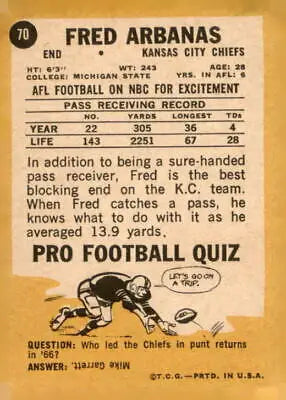 70
FRED ARBANAS
END • KANSAS CITY CHIEFS
HT: 6'3" WT: 243 AGE: 28
COLLEGE: MICHIGAN STATE YRS. IN AFL: 6
AFL FOOTBALL ON NBC FOR EXCITEMENT
PASS RECEIVING RECORD
NO. YARDS LONGEST TDs
YEAR 22 305 36 4
LIFE 143 2251 67 28
In addition to being a sure-handed
pass receiver, Fred is the best
blocking end on the K.C. team.
When Fred catches a pass, he
knows what to do with it as he
averaged 13.9 yards.
PRO FOOTBALL QUIZ
LET'S GO ON
A TRIP.
QUESTION: Who led the Chiefs in punt returns
in '66?
ANSWER: Mike Garrett.
©T.C.G.—PRTD. IN U.S.A.